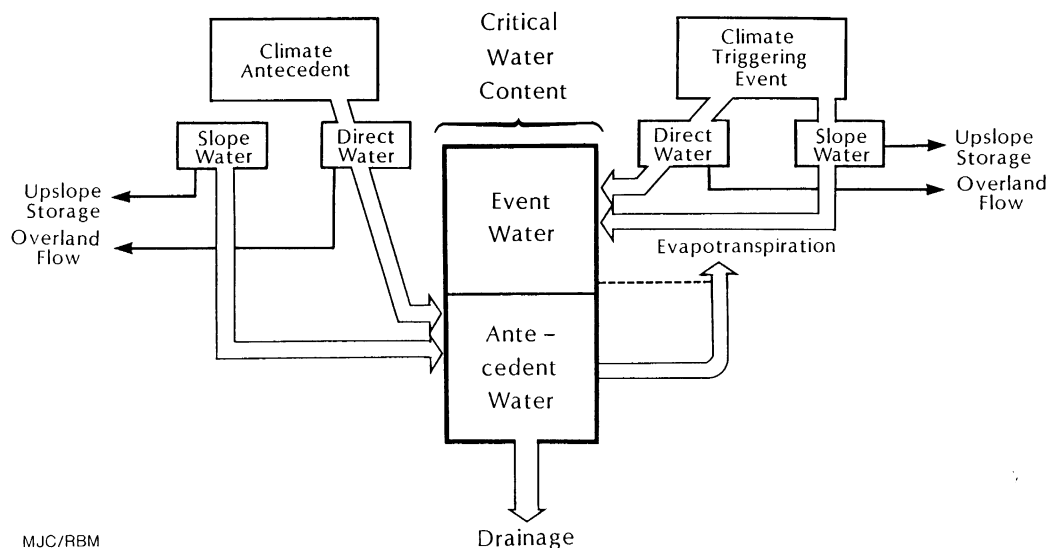 Climate
Antecedent
Critical
Water
Content
Climate
Triggering
Event
Slope
Water
Direct
Water
Direct
Water
Slope
Water
Upslope
Storage
Overland
Flow
Upslope
Storage
Overland
Flow
Event
Water
Evapotranspiration
Ante –
cedent
Water
Drainage
MJC/RBM